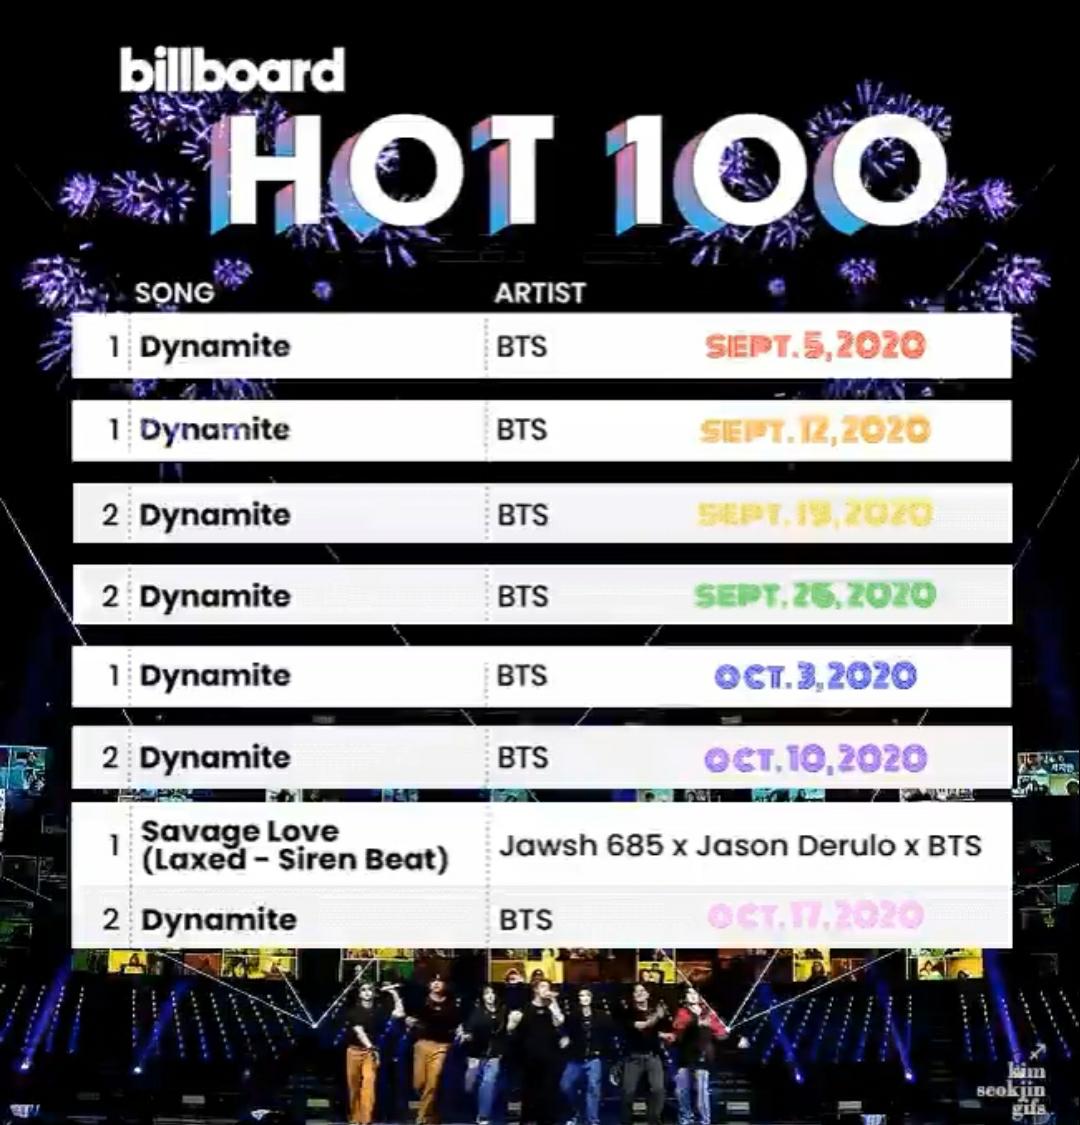 billboard
HOT 100
SONG ARTIST
1 Dynamite BTS SEPT. 5, 2020
1 Dynamite BTS SEPT. 12, 2020
2 Dynamite BTS SEPT. 19, 2020
2 Dynamite BTS SEPT. 26, 2020
1 Dynamite BTS OCT. 3, 2020
2 Dynamite BTS OCT. 10, 2020
1 Savage Love
(Laxed - Siren Beat) Jawsh 685 x Jason Derulo x BTS
2 Dynamite BTS OCT. 17, 2020
kim
seokjin
gifs